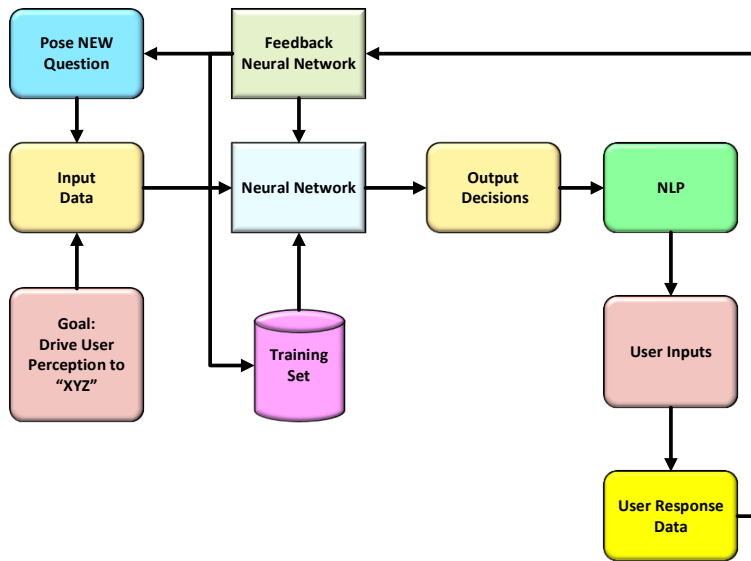 Pose NEW
Question
Feedback
Neural Network
Input
Data
Neural Network
Output
Decisions
NLP
Goal:
Drive User
Perception to
“XYZ”
Training
Set
User Inputs
User Response
Data